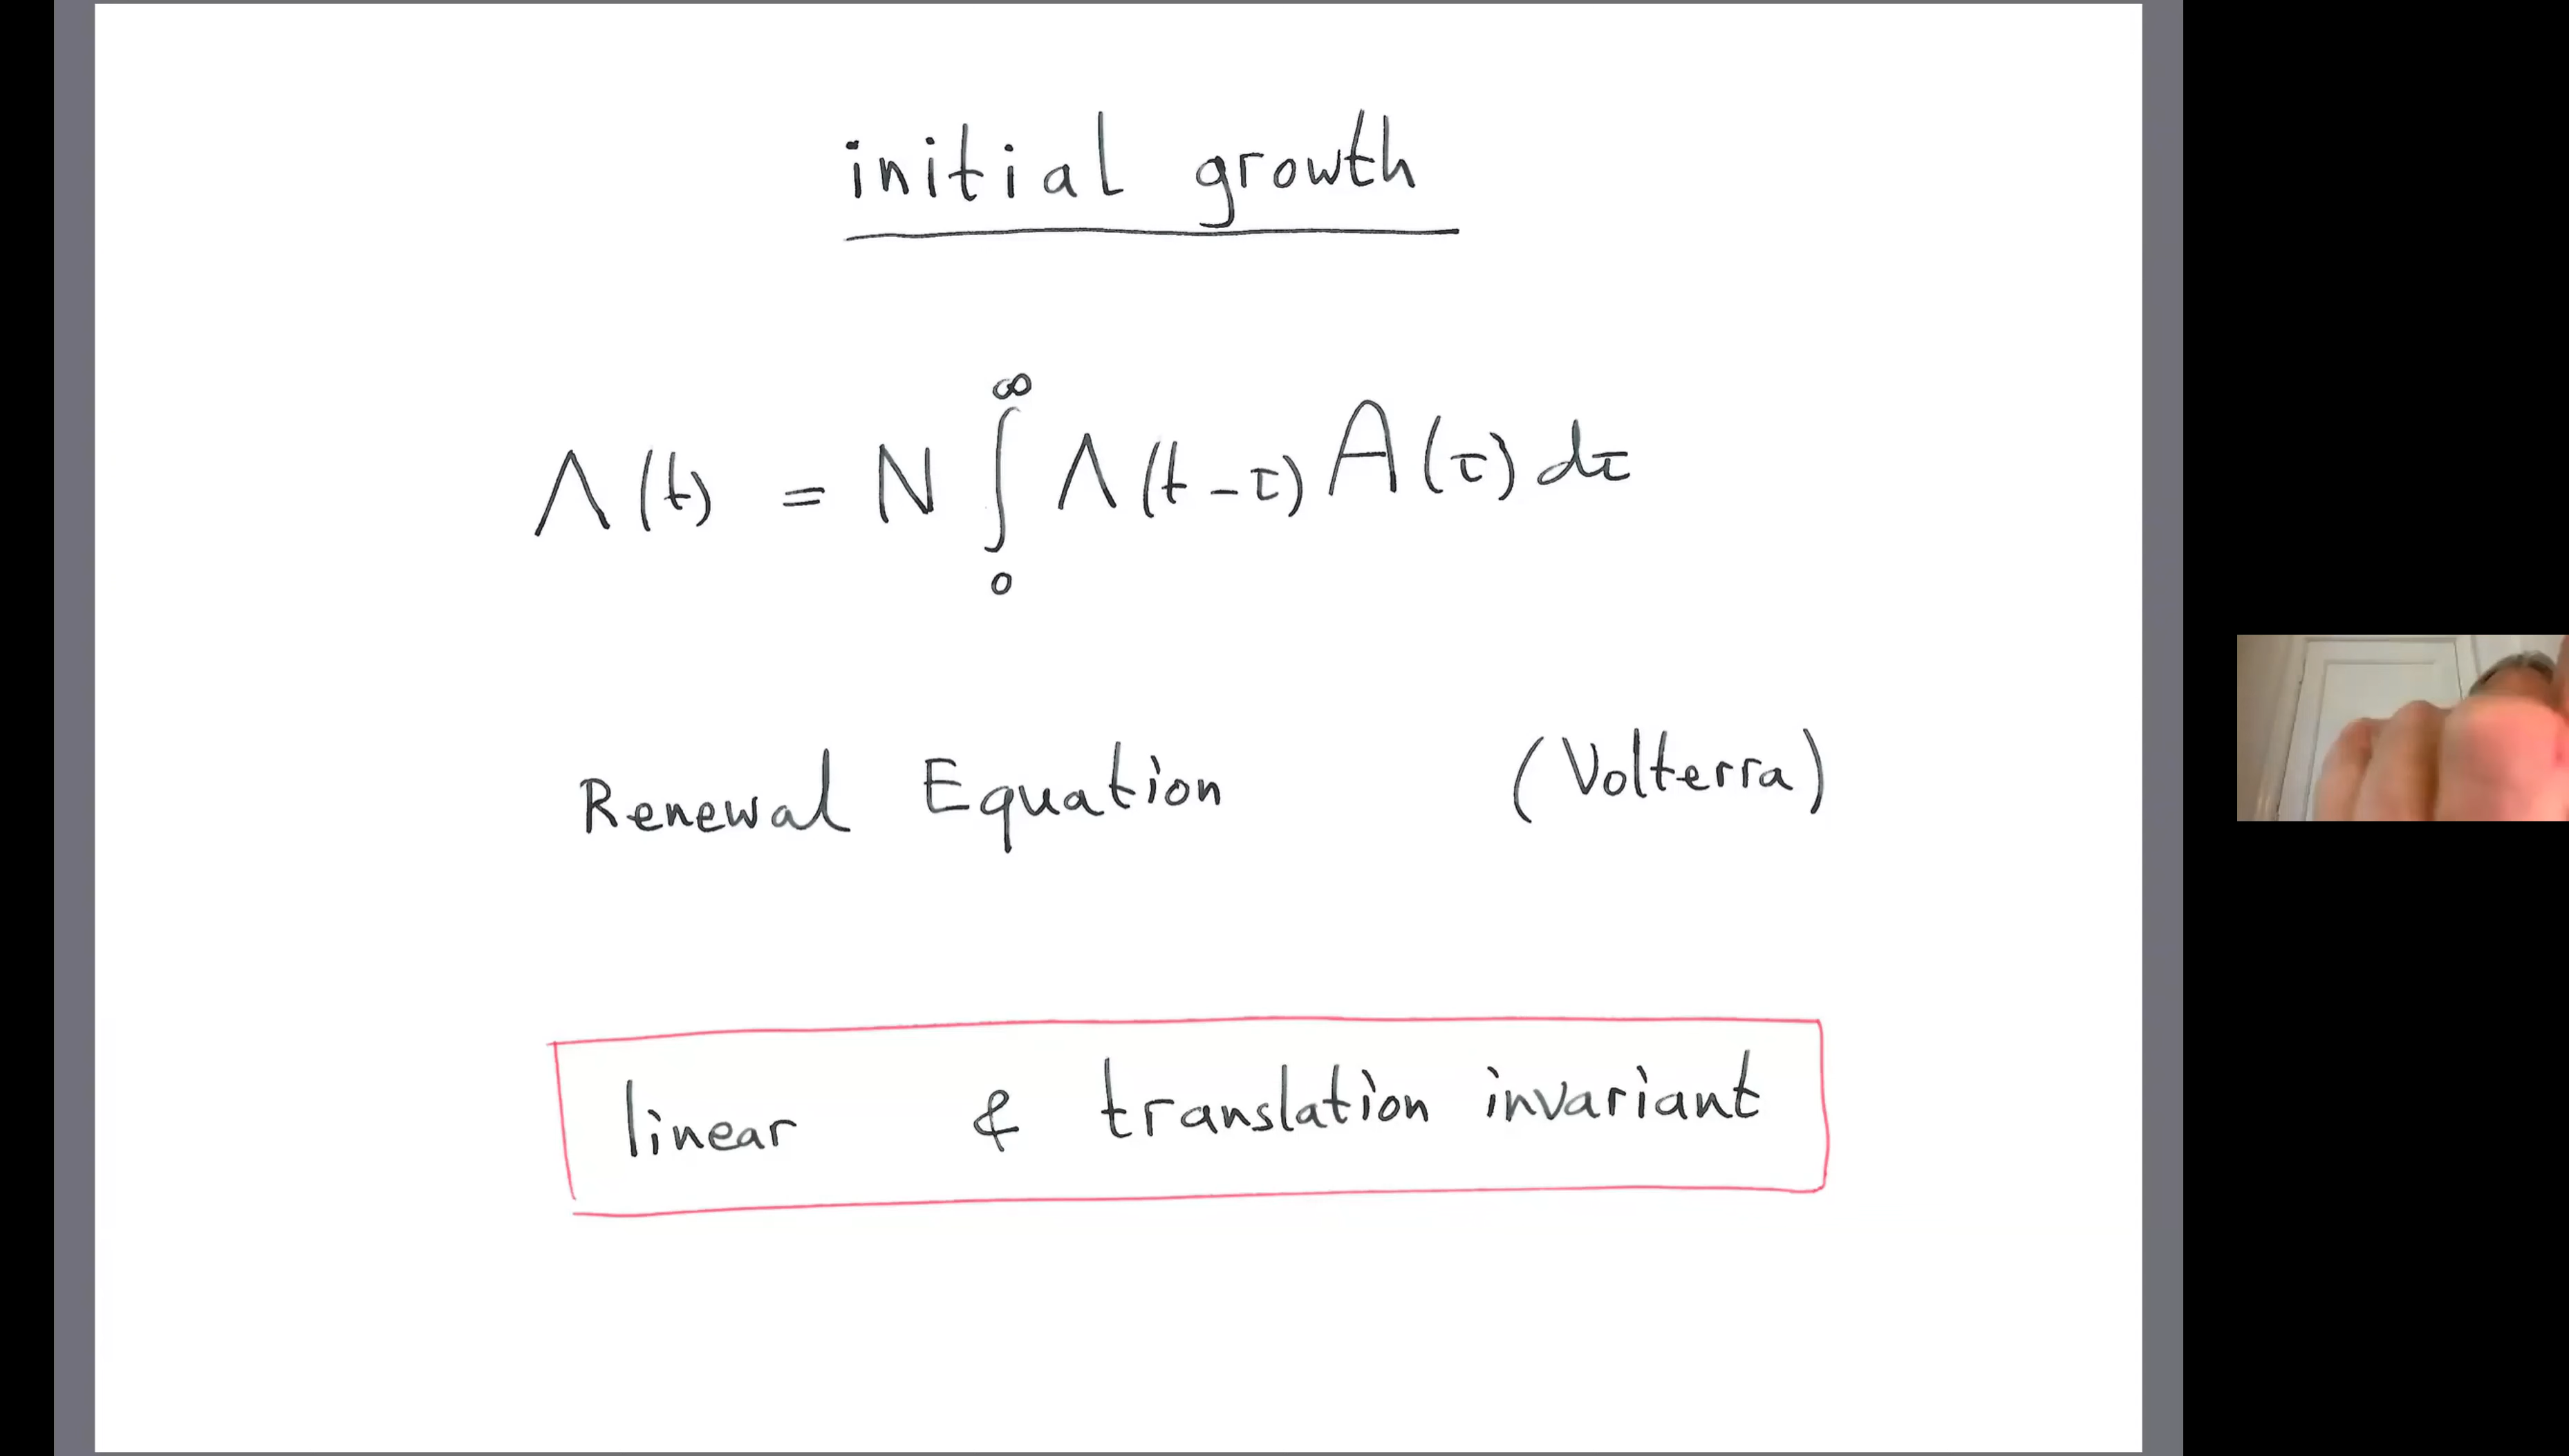 initial growth
Λ(t) = N ∫₀^∞ Λ(t-τ) A(τ) dτ
Renewal Equation (Volterra)
linear & translation invariant